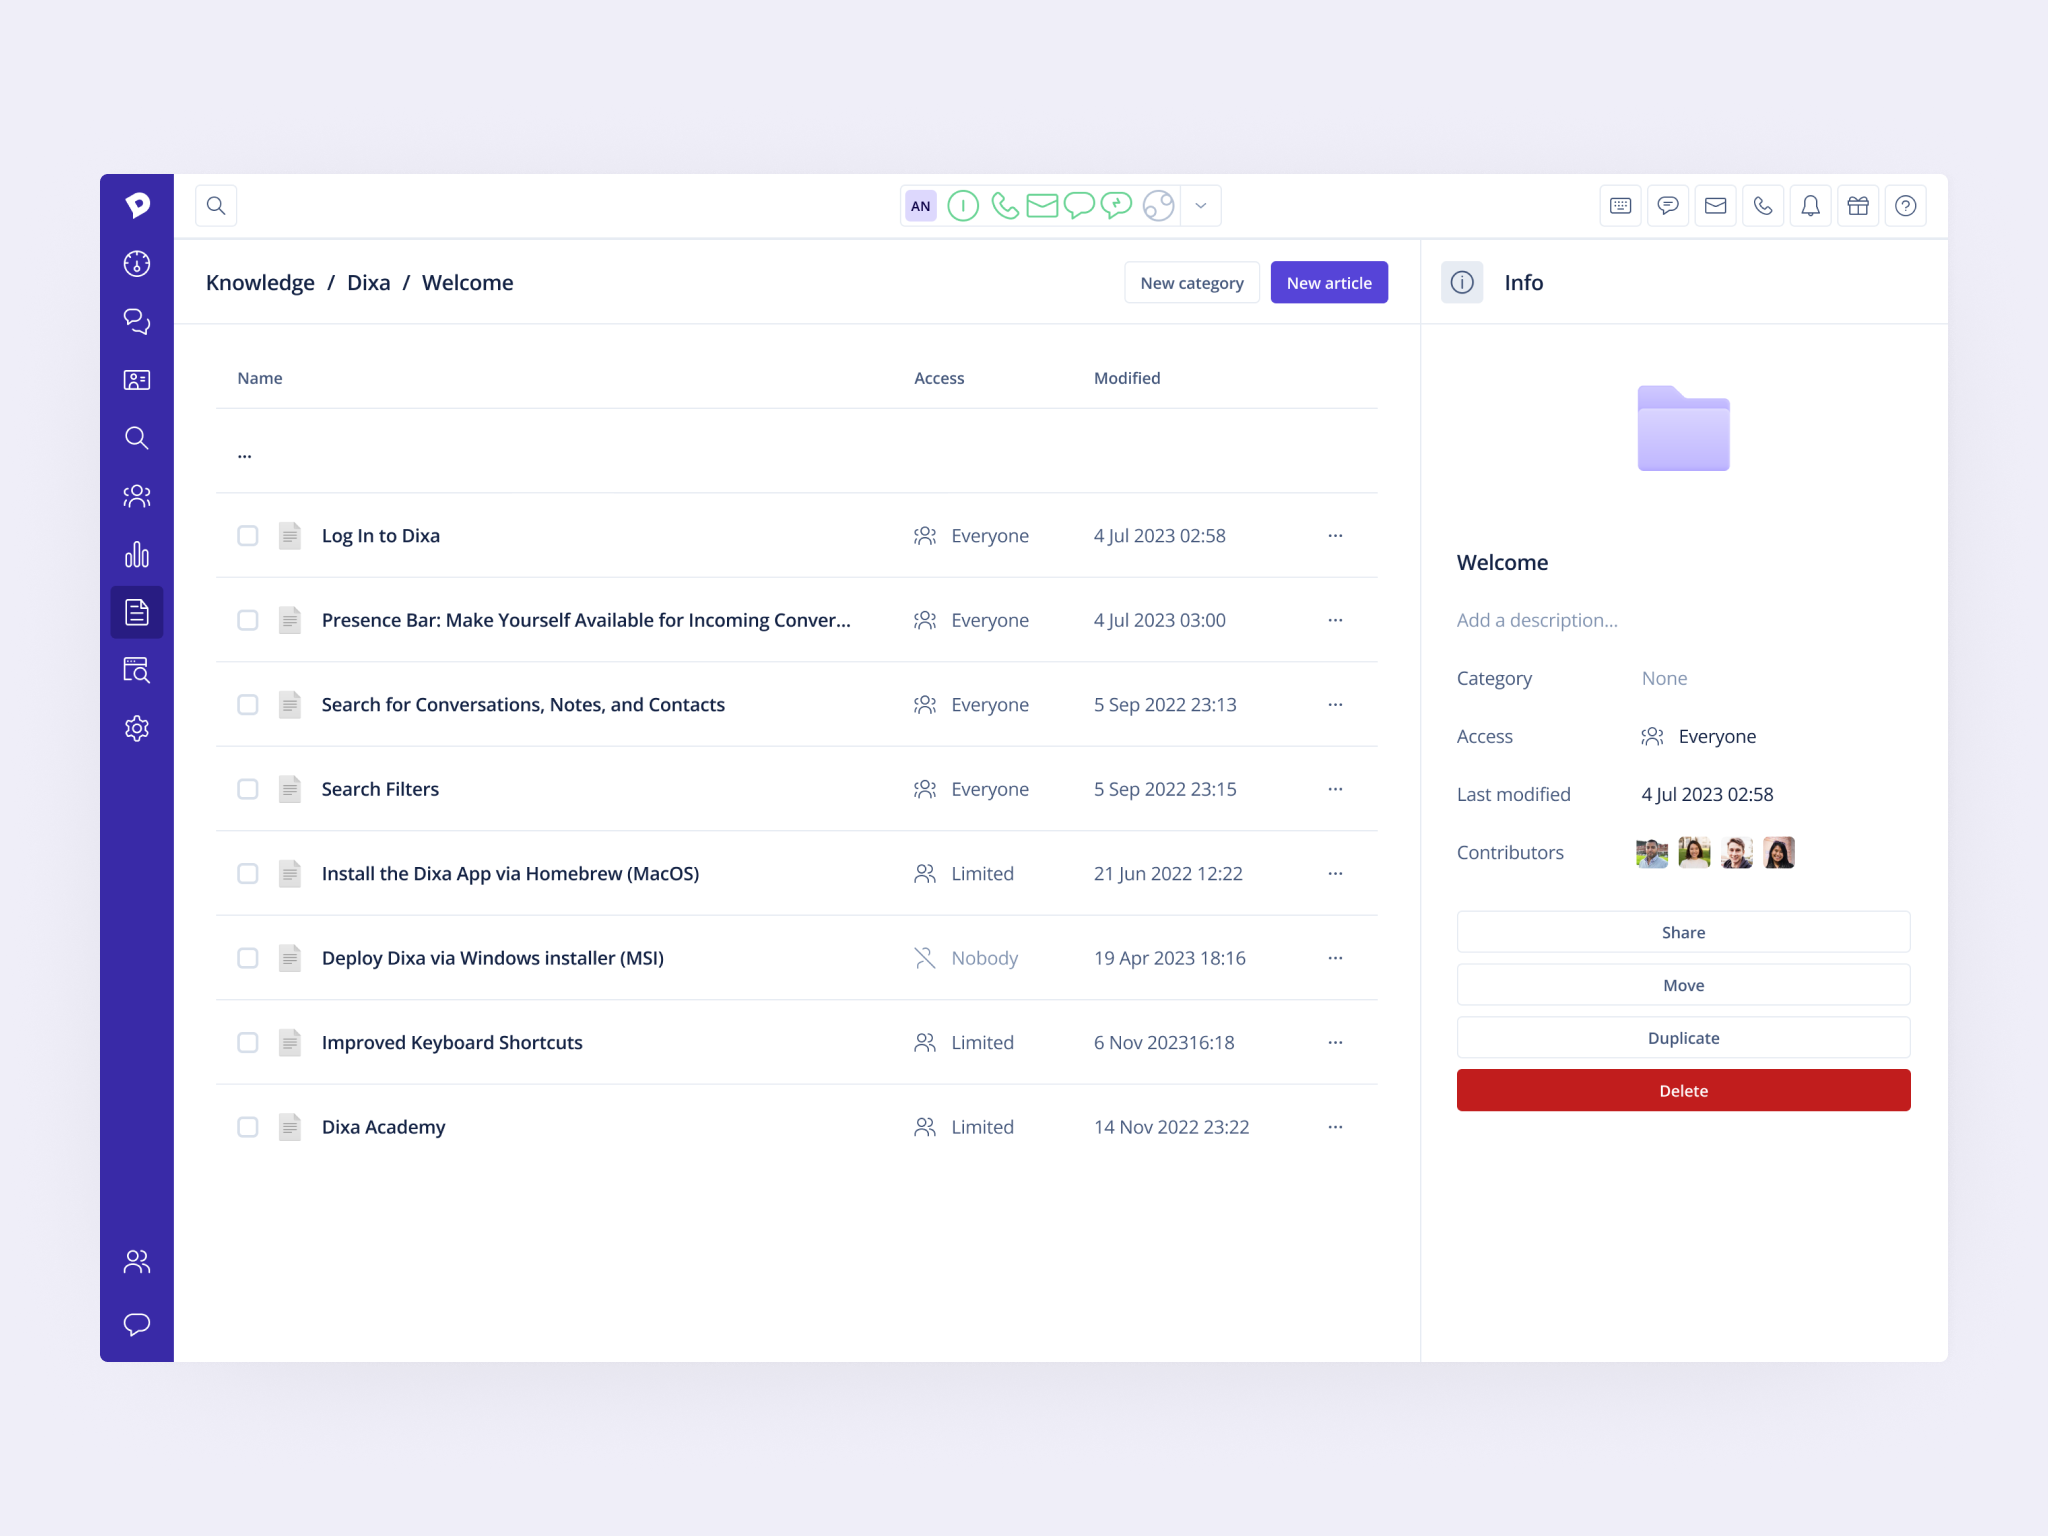 AN
Knowledge / Dixa / Welcome
New category
New article
Info
Name Access Modified
...
Log In to Dixa Everyone 4 Jul 2023 02:58 ...
Presence Bar: Make Yourself Available for Incoming Conver... Everyone 4 Jul 2023 03:00 ...
Search for Conversations, Notes, and Contacts Everyone 5 Sep 2022 23:13 ...
Search Filters Everyone 5 Sep 2022 23:15 ...
Install the Dixa App via Homebrew (MacOS) Limited 21 Jun 2022 12:22 ...
Deploy Dixa via Windows installer (MSI) Nobody 19 Apr 2023 18:16 ...
Improved Keyboard Shortcuts Limited 6 Nov 202316:18 ...
Dixa Academy Limited 14 Nov 2022 23:22 ...
Welcome
Add a description...
Category None
Access Everyone
Last modified 4 Jul 2023 02:58
Contributors
Share
Move
Duplicate
Delete